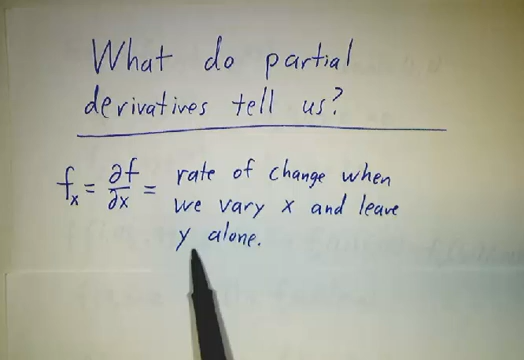 What do partial
derivatives tell us?
fₓ = ∂f/∂x = rate of change when
we vary x and leave
y alone.